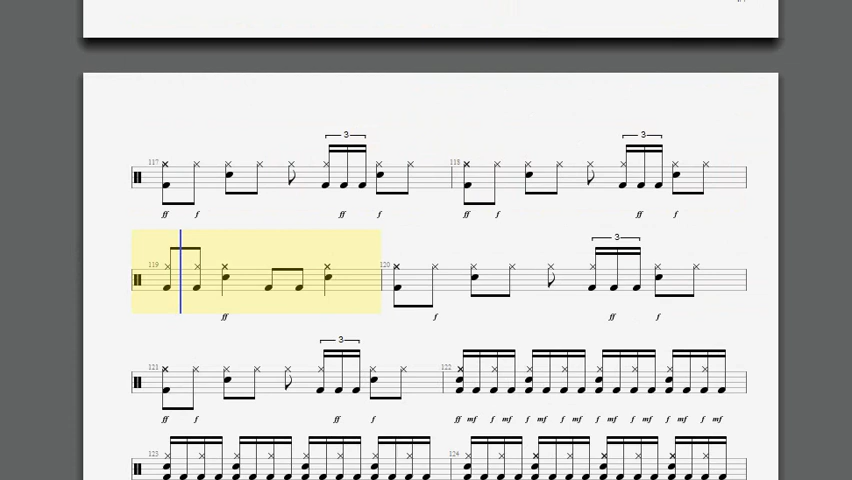 3 3
117 118
ff f ff f ff f ff f
3
119 120
ff f ff f
3
121 122
ff f ff f ff mf f mf f mf f mf f mf f mf f mf f mf
123 124